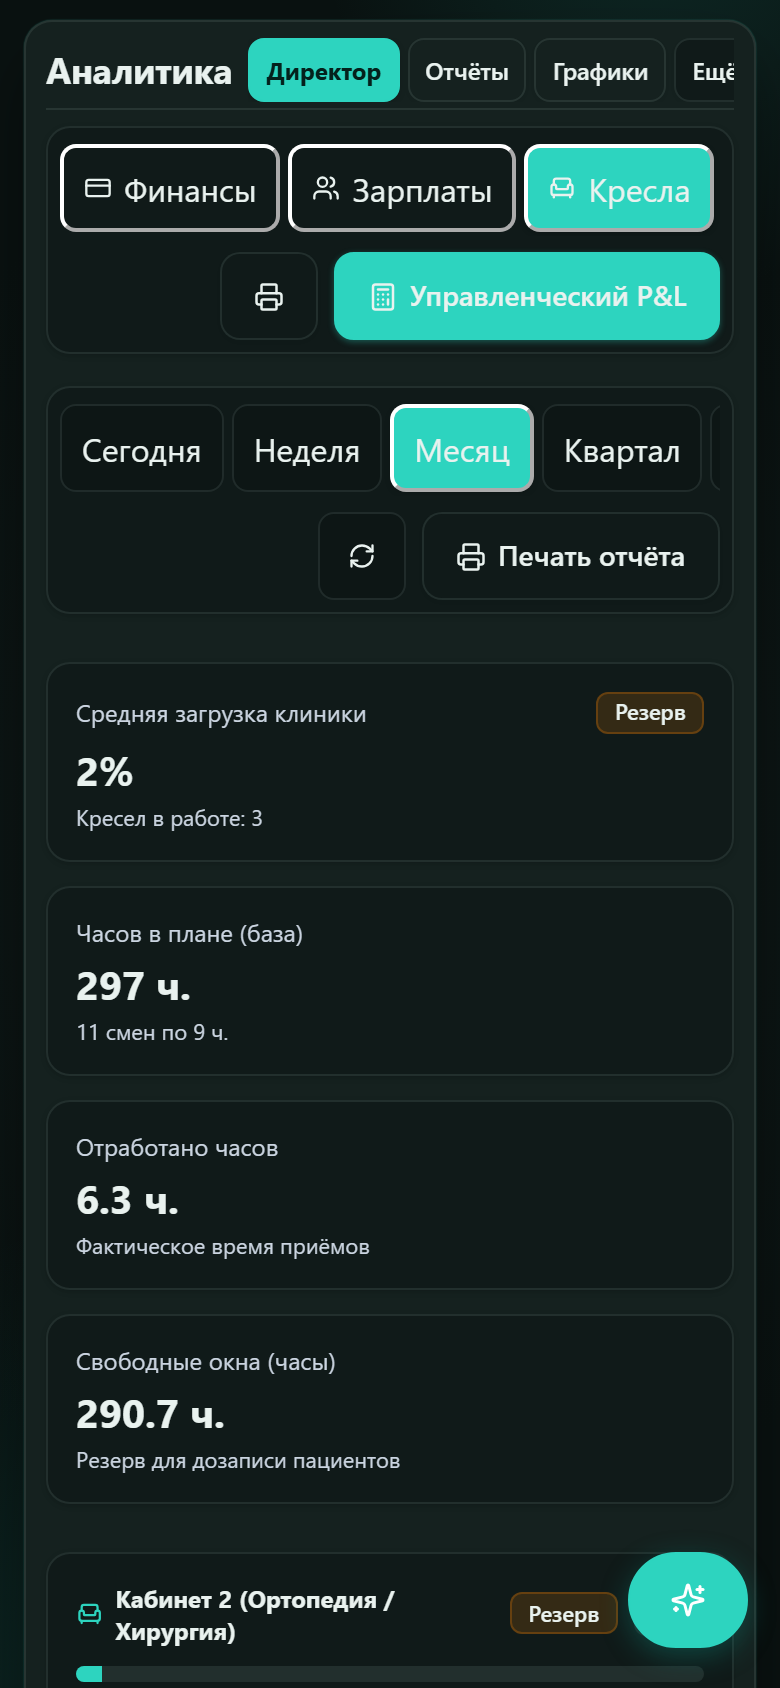 Аналитика
Директор
Отчёты
Графики
Ещё
Финансы
Зарплаты
Кресла
Управленческий P&L
Сегодня
Неделя
Месяц
Квартал
Печать отчёта
Средняя загрузка клиники
Резерв
2%
Кресел в работе: 3
Часов в плане (база)
297 ч.
11 смен по 9 ч.
Отработано часов
6.3 ч.
Фактическое время приёмов
Свободные окна (часы)
290.7 ч.
Резерв для дозаписи пациентов
Кабинет 2 (Ортопедия /
Хирургия)
Резерв